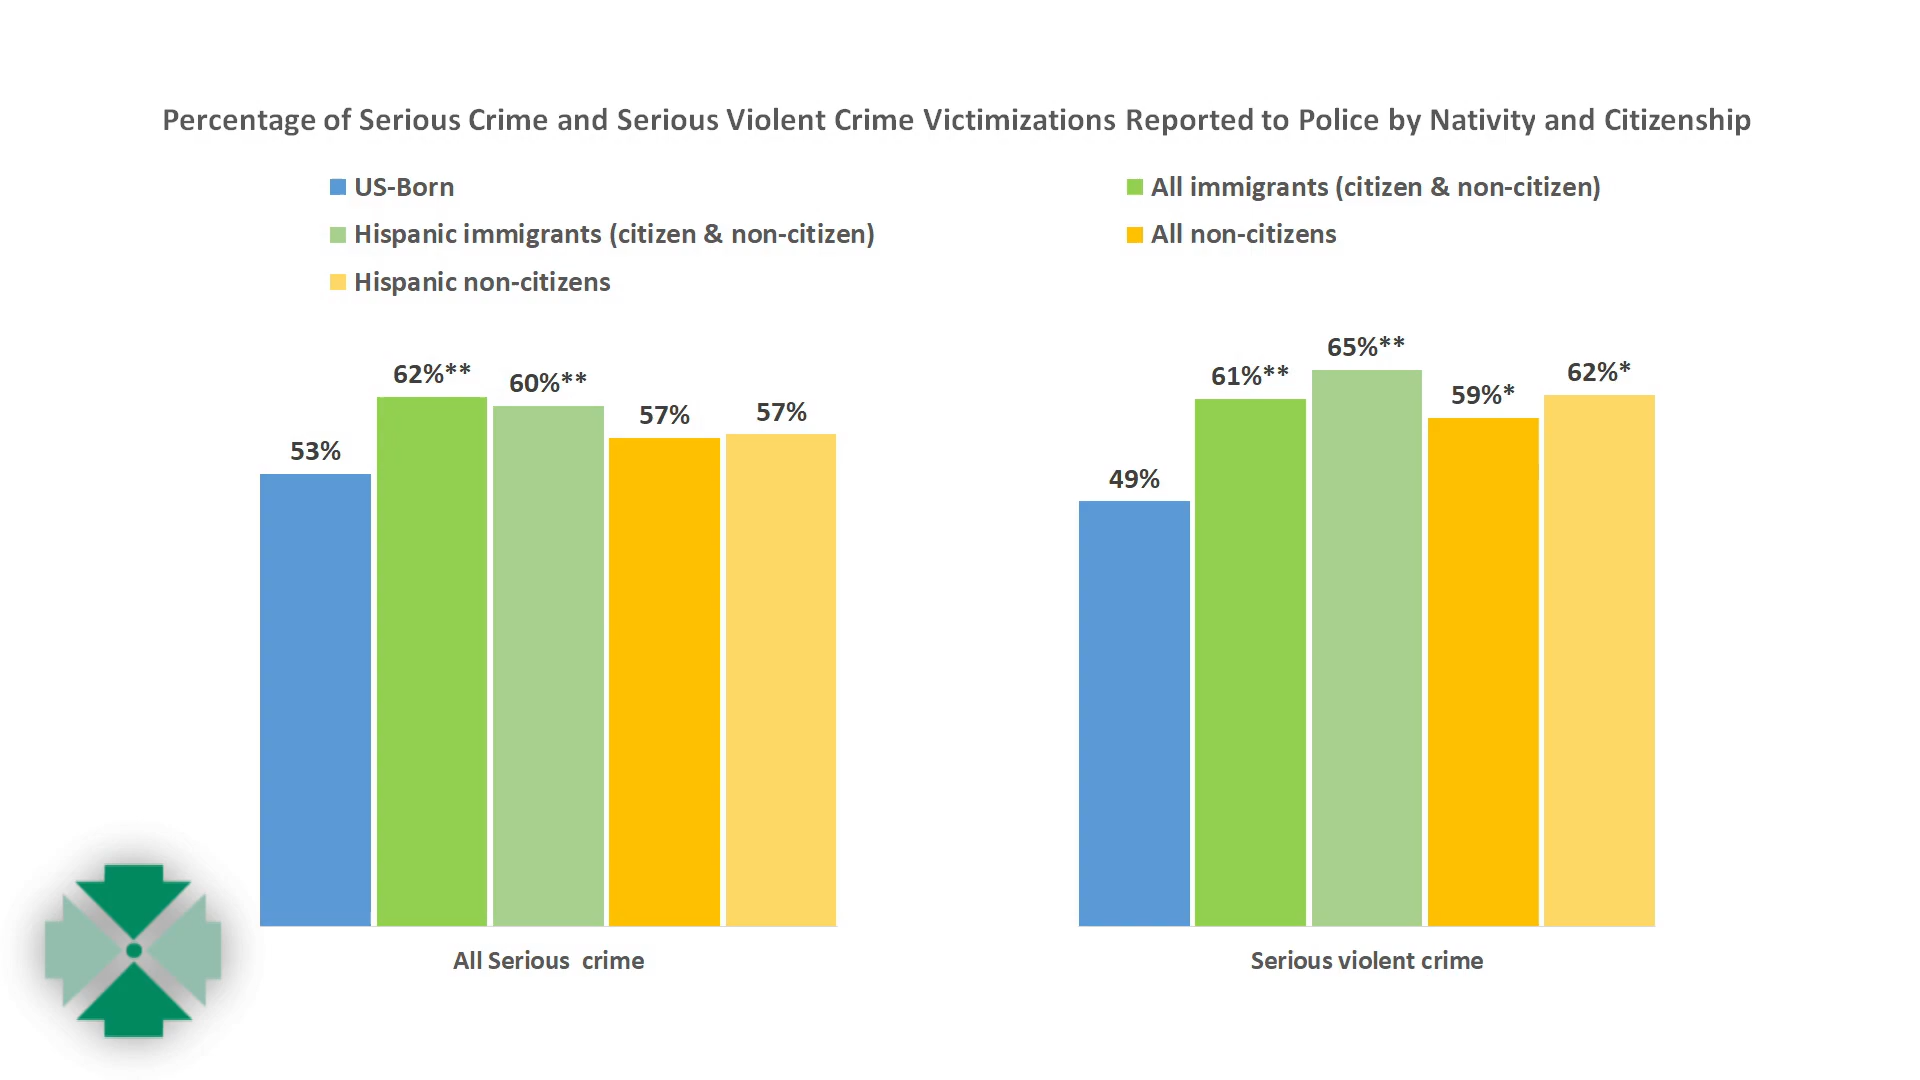 Percentage of Serious Crime and Serious Violent Crime Victimizations Reported to Police by Nativity and Citizenship
US-Born
All immigrants (citizen & non-citizen)
Hispanic immigrants (citizen & non-citizen)
All non-citizens
Hispanic non-citizens
53%
62%**
60%**
57%
57%
49%
61%**
65%**
59%*
62%*
All Serious  crime
Serious violent crime